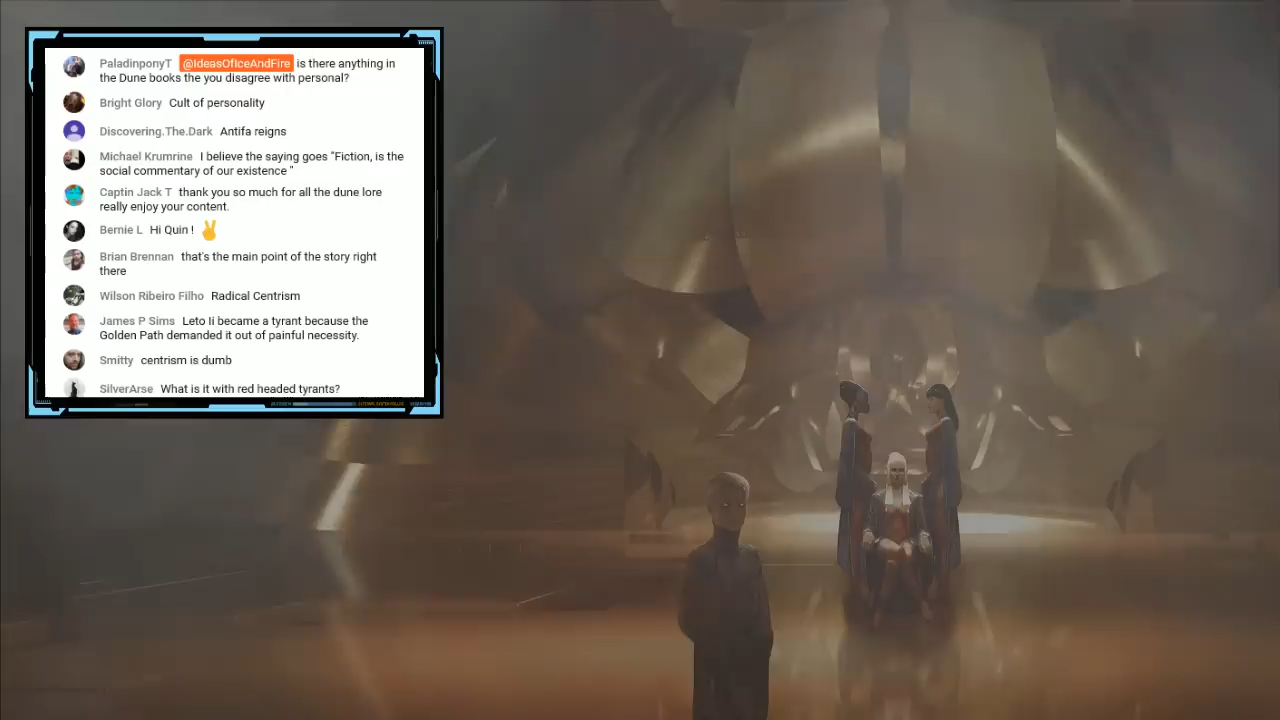 PaladinponyT @IdeasOfIceAndFire is there anything in
the Dune books the you disagree with personal?
Bright Glory Cult of personality
Discovering.The.Dark Antifa reigns
Michael Krumrine I believe the saying goes "Fiction, is the
social commentary of our existence "
Captin Jack T thank you so much for all the dune lore
really enjoy your content.
Bernie L Hi Quin ! ✌
Brian Brennan that's the main point of the story right
there
Wilson Ribeiro Filho Radical Centrism
James P Sims Leto Ii became a tyrant because the
Golden Path demanded it out of painful necessity.
Smitty centrism is dumb
SilverArse What is it with red headed tyrants?